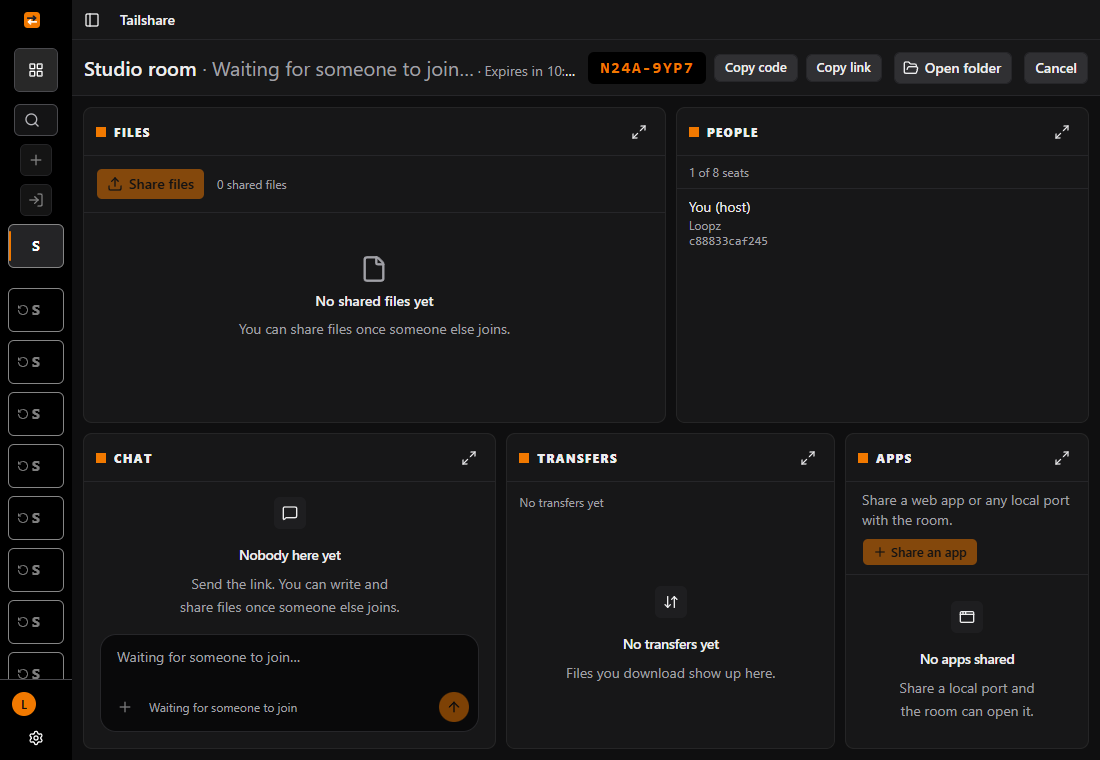 Tailshare
Studio room · Waiting for someone to join... · Expires in 10:...
N24A-9YP7
Copy code
Copy link
Open folder
Cancel
S
S
S
S
S
S
S
S
S
L
FILES
Share files
0 shared files
No shared files yet
You can share files once someone else joins.
PEOPLE
1 of 8 seats
You (host)
Loopz
c88833caf245
CHAT
Nobody here yet
Send the link. You can write and
share files once someone else joins.
Waiting for someone to join...
Waiting for someone to join
TRANSFERS
No transfers yet
No transfers yet
Files you download show up here.
APPS
Share a web app or any local port
with the room.
Share an app
No apps shared
Share a local port and
the room can open it.